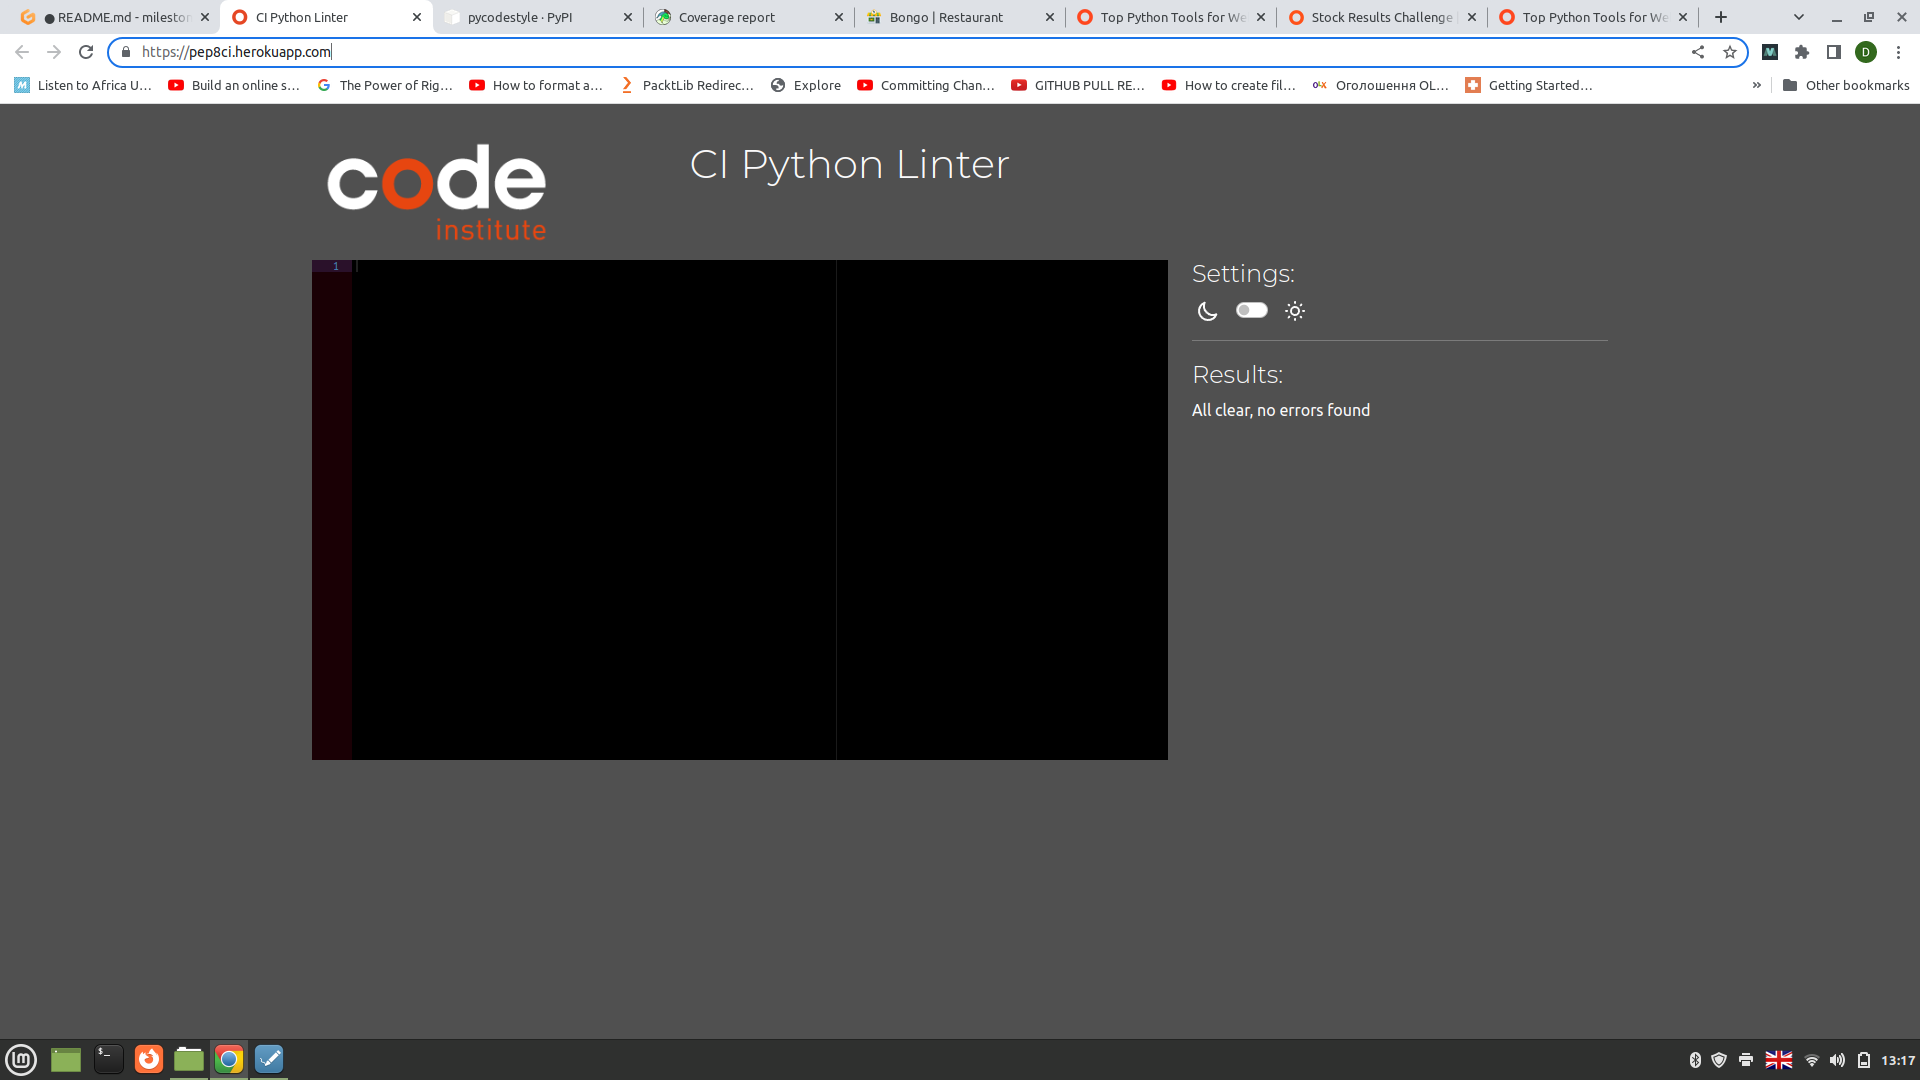 README.md - mileston
CI Python Linter
pycodestyle · PyPI
Coverage report
Bongo | Restaurant
Top Python Tools for We
Stock Results Challenge |
Top Python Tools for We
https://pep8ci.herokuapp.com
D
Listen to Africa U...
Build an online s...
The Power of Rig...
How to format a...
PacktLib Redirec...
Explore
Committing Chan...
GITHUB PULL RE...
How to create fil...
OLX
Оголошення OL...
Getting Started...
»
Other bookmarks
code
institute
CI Python Linter
1
Settings:
Results:
All clear, no errors found
13:17